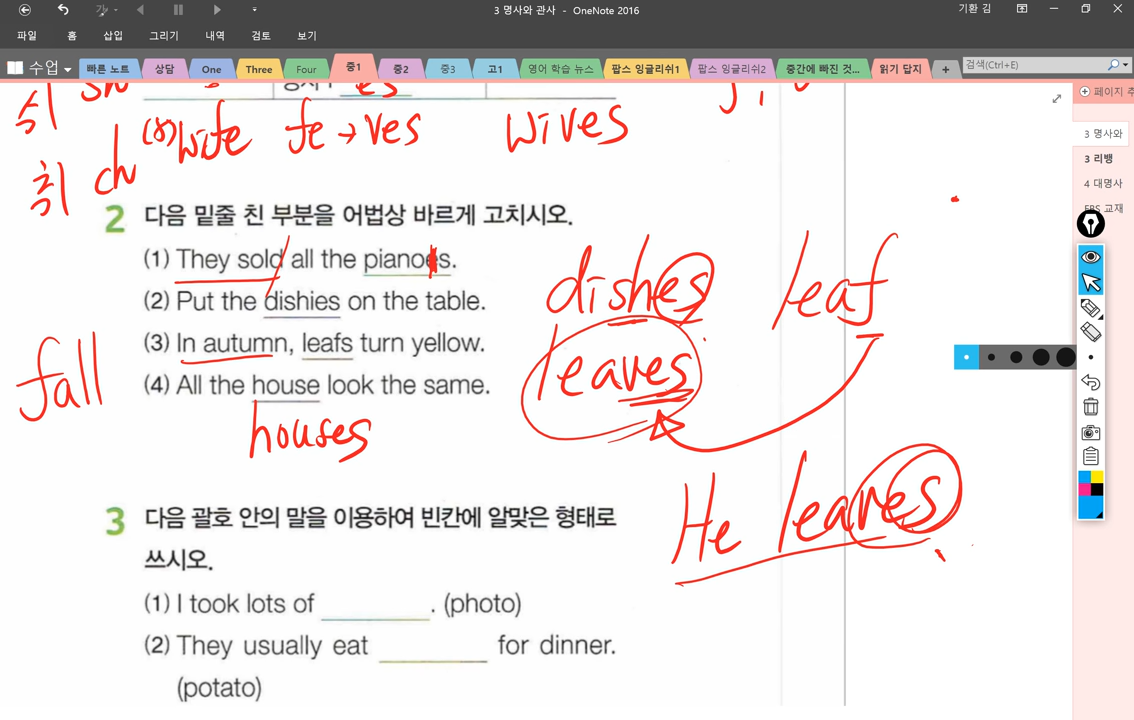 3 명사와 관사 - OneNote 2016
기환 김
파일 홈 삽입 그리기 내역 검토 보기
수업 빠른 노트 상담 One Three Four 중1 중2 중3 고1 영어 학습 뉴스 팝스 잉글리쉬1 팝스 잉글리쉬2 중간에 빠진 것... 읽기 답지 + 검색(Ctrl+E)
페이지 추
3 명사와
3 리뱅
4 대명사
EBS 교재
sh es
(8) wife fe → ves wives
ch
2 다음 밑줄 친 부분을 어법상 바르게 고치시오.
(1) They sold all the pianoes.
(2) Put the dishies on the table.
(3) In autumn, leafs turn yellow.
(4) All the house look the same.
fall
houses
dishes leaf
leaves
He leaves
3 다음 괄호 안의 말을 이용하여 빈칸에 알맞은 형태로
쓰시오.
(1) I took lots of ________. (photo)
(2) They usually eat ________ for dinner.
(potato)